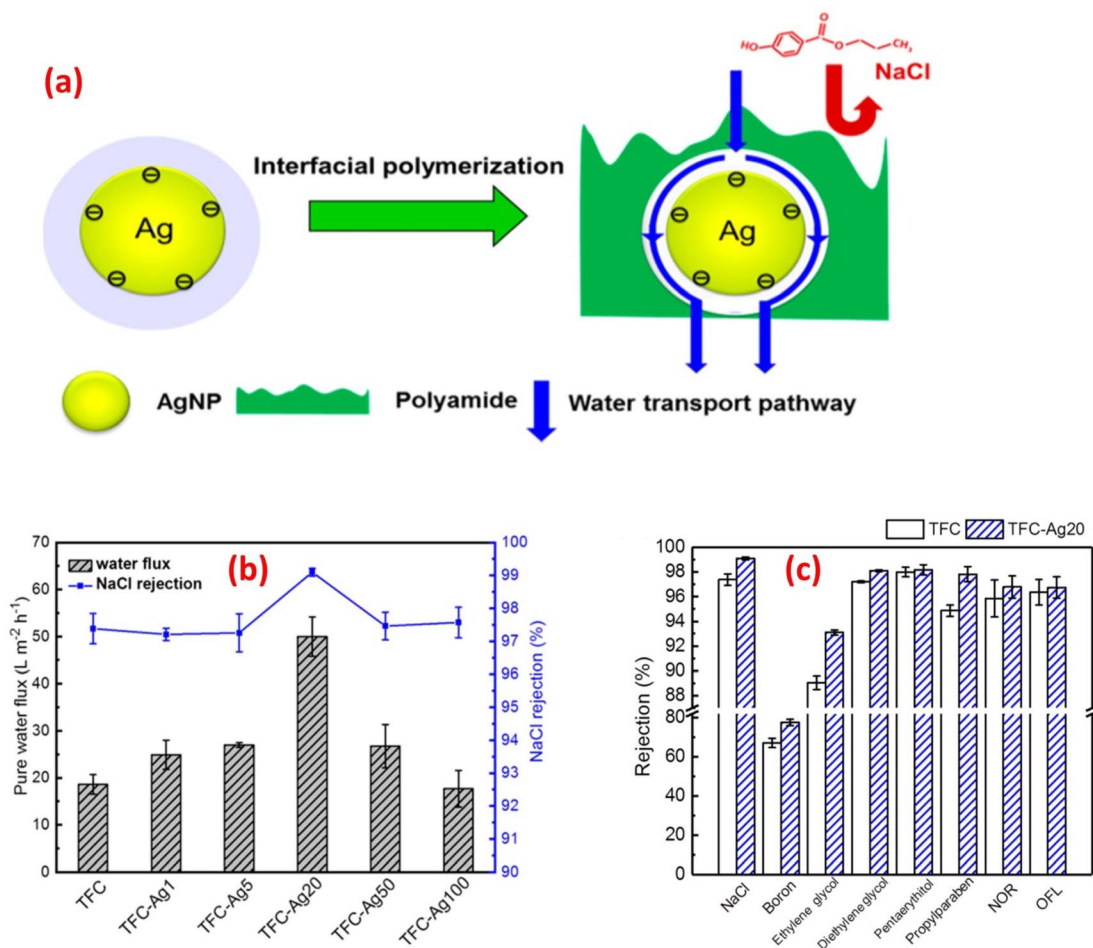 (a)
HO
O
O
CH3
NaCl
Interfacial polymerization
Ag
Ag
AgNP
Polyamide
Water transport pathway
(b)
water flux
NaCl rejection
Pure water flux (L m-2 h-1)
70
60
50
40
30
20
10
0
NaCl rejection (%)
100
99
98
97
96
95
94
93
92
91
90
TFC
TFC-Ag1
TFC-Ag5
TFC-Ag20
TFC-Ag50
TFC-Ag100
TFC
TFC-Ag20
(c)
Rejection (%)
100
98
96
94
92
90
88
80
60
40
20
0
NaCl
Boron
Ethylene glycol
Diethylene glycol
Pentaerythitol
Propylparaben
NOR
OFL